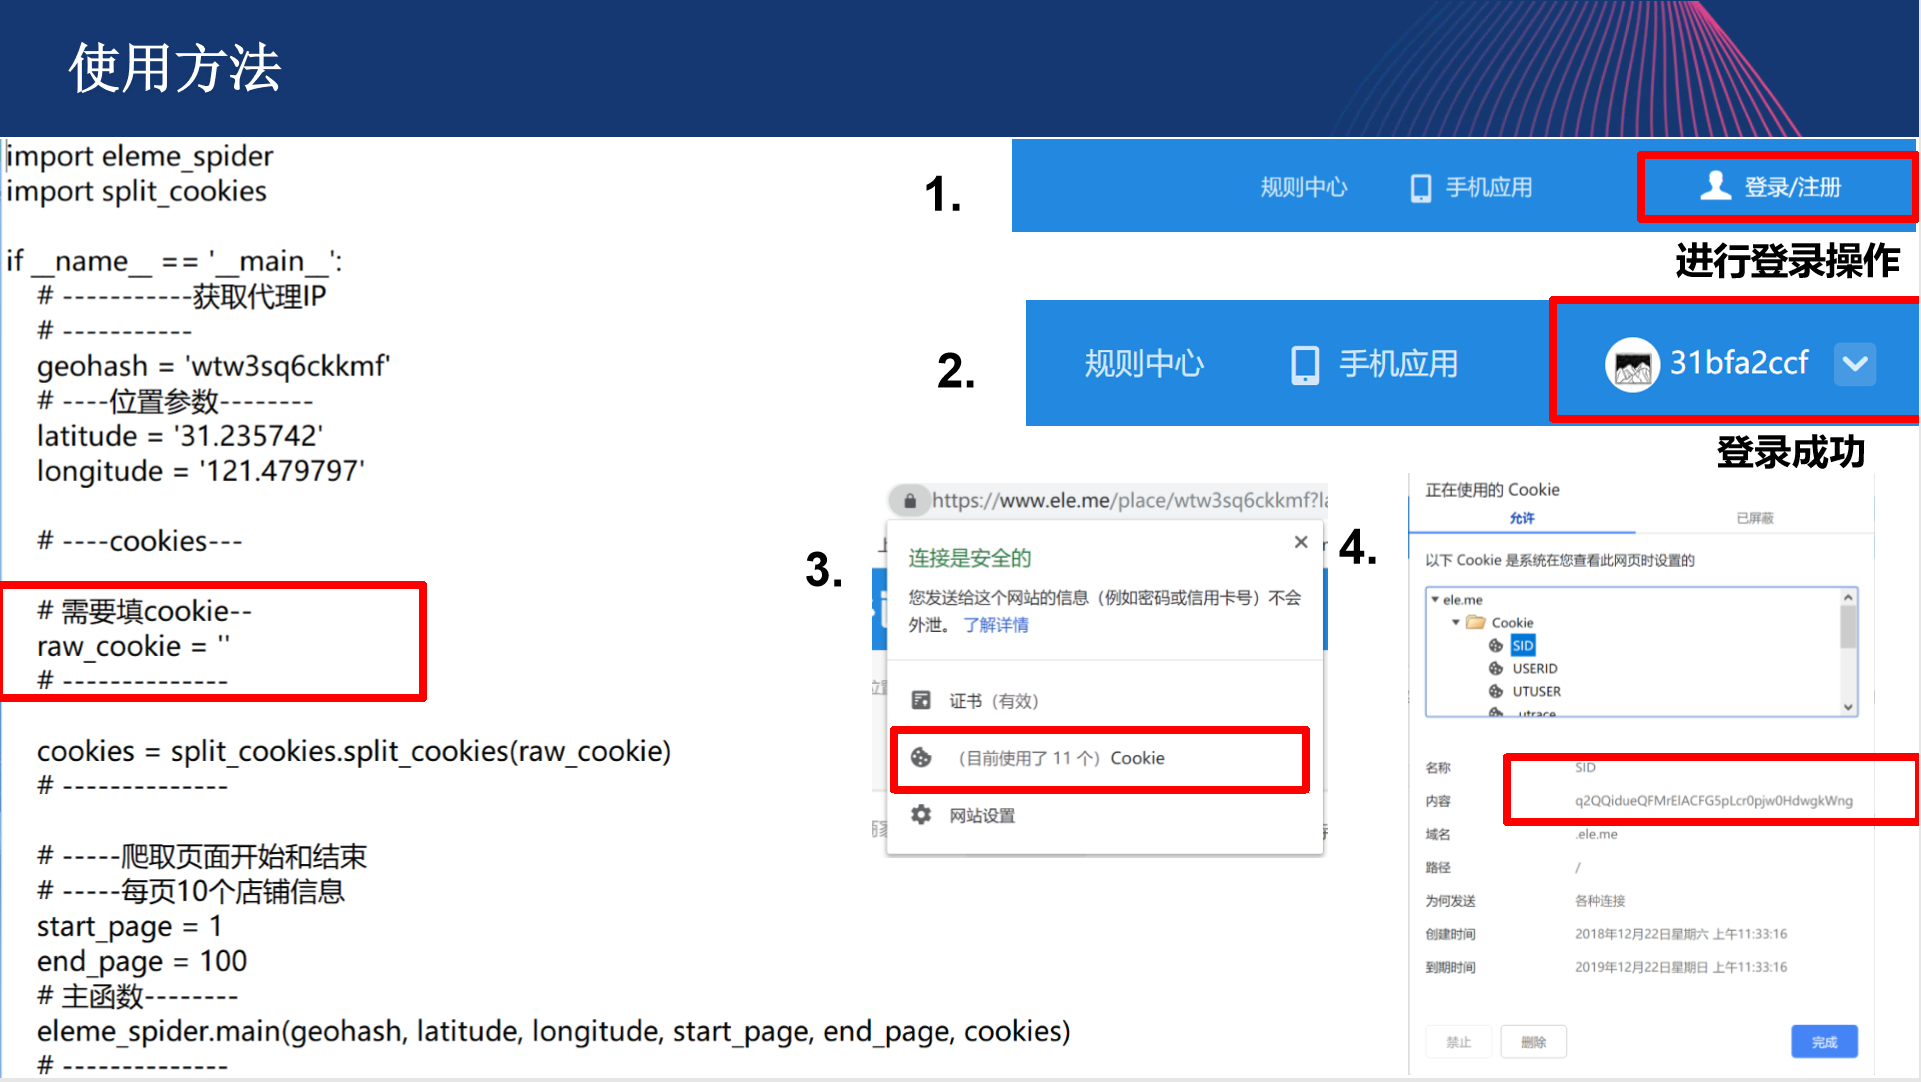 使用方法
import eleme_spider
import split_cookies
if __name__ == '__main__':
# -----------获取代理IP
# -----------
geohash = 'wtw3sq6ckkmf'
# ----位置参数--------
latitude = '31.235742'
longitude = '121.479797'
# ----cookies---
# 需要填cookie--
raw_cookie = ''
# --------------
cookies = split_cookies.split_cookies(raw_cookie)
# --------------
# -----爬取页面开始和结束
# -----每页10个店铺信息
start_page = 1
end_page = 100
# 主函数--------
eleme_spider.main(geohash, latitude, longitude, start_page, end_page, cookies)
# --------------
1.
规则中心 手机应用 登录/注册
进行登录操作
2.
规则中心 手机应用 31bfa2ccf
登录成功
3.
https://www.ele.me/place/wtw3sq6ckkmf?la
连接是安全的
您发送给这个网站的信息（例如密码或信用卡号）不会
外泄。 了解详情
证书（有效）
（目前使用了 11 个）Cookie
网站设置
4.
正在使用的 Cookie
允许 已屏蔽
以下 Cookie 是系统在您查看此网页时设置的
ele.me
Cookie
SID
USERID
UTUSER
utrace
名称 SID
内容 q2QQidueQFMrEIACFG5pLcr0pjw0HdwgkWng
域名 .ele.me
路径 /
为何发送 各种连接
创建时间 2018年12月22日星期六 上午11:33:16
到期时间 2019年12月22日星期日 上午11:33:16
禁止 删除 完成